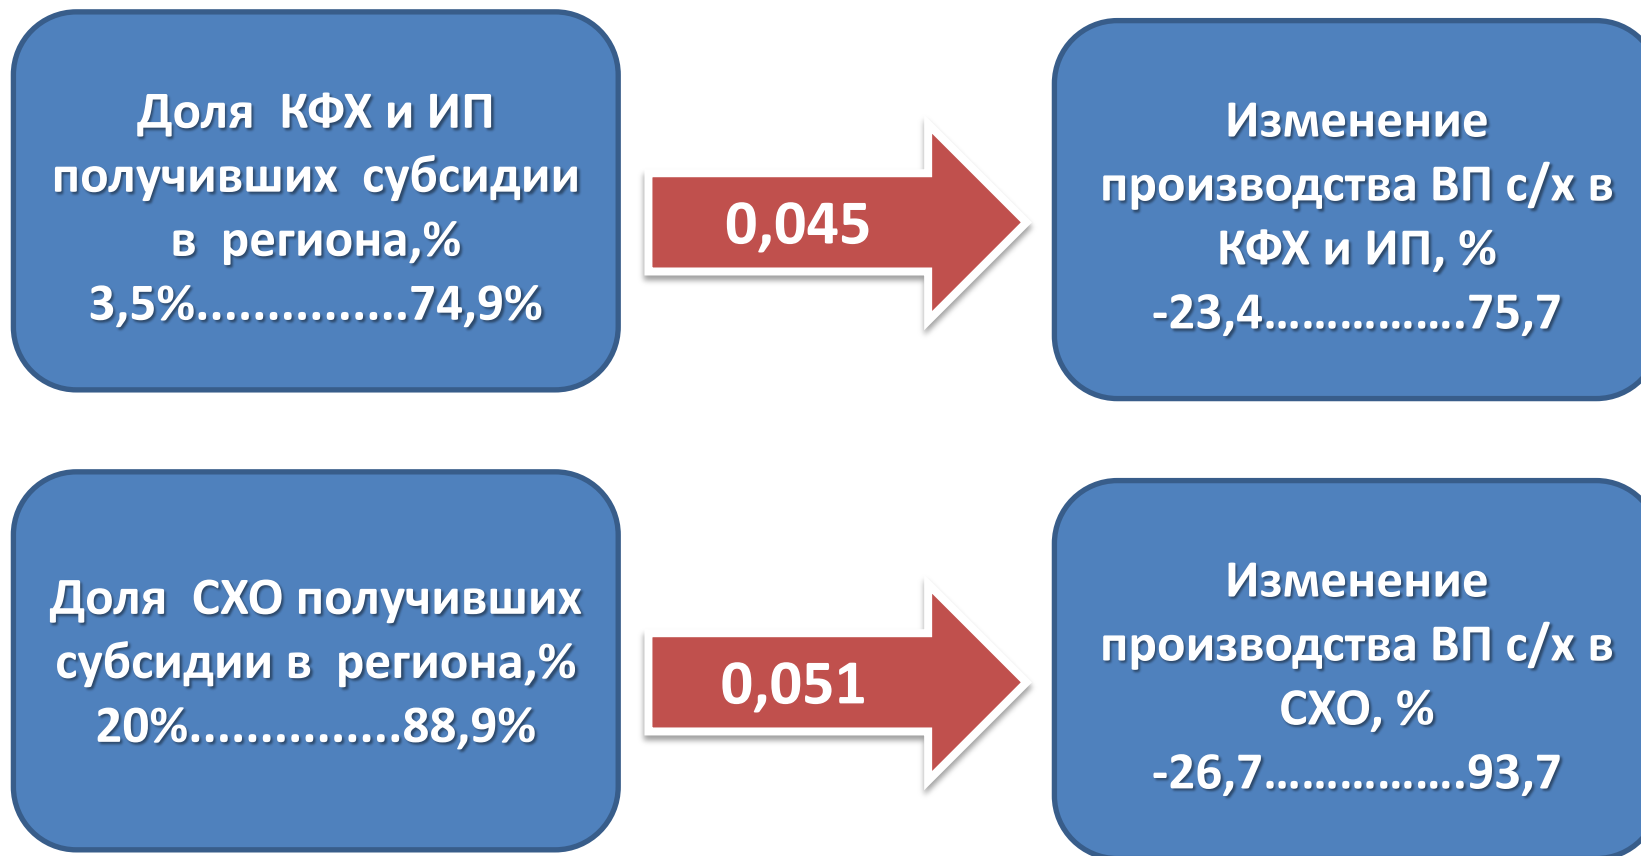 Доля  КФХ и ИП
получивших  субсидии
в  региона,%
3,5%...............74,9%
0,045
Изменение
производства ВП с/х в
КФХ и ИП, %
-23,4…………….75,7
Доля  СХО получивших
субсидии в  региона,%
20%...............88,9%
0,051
Изменение
производства ВП с/х в
СХО, %
-26,7…………….93,7